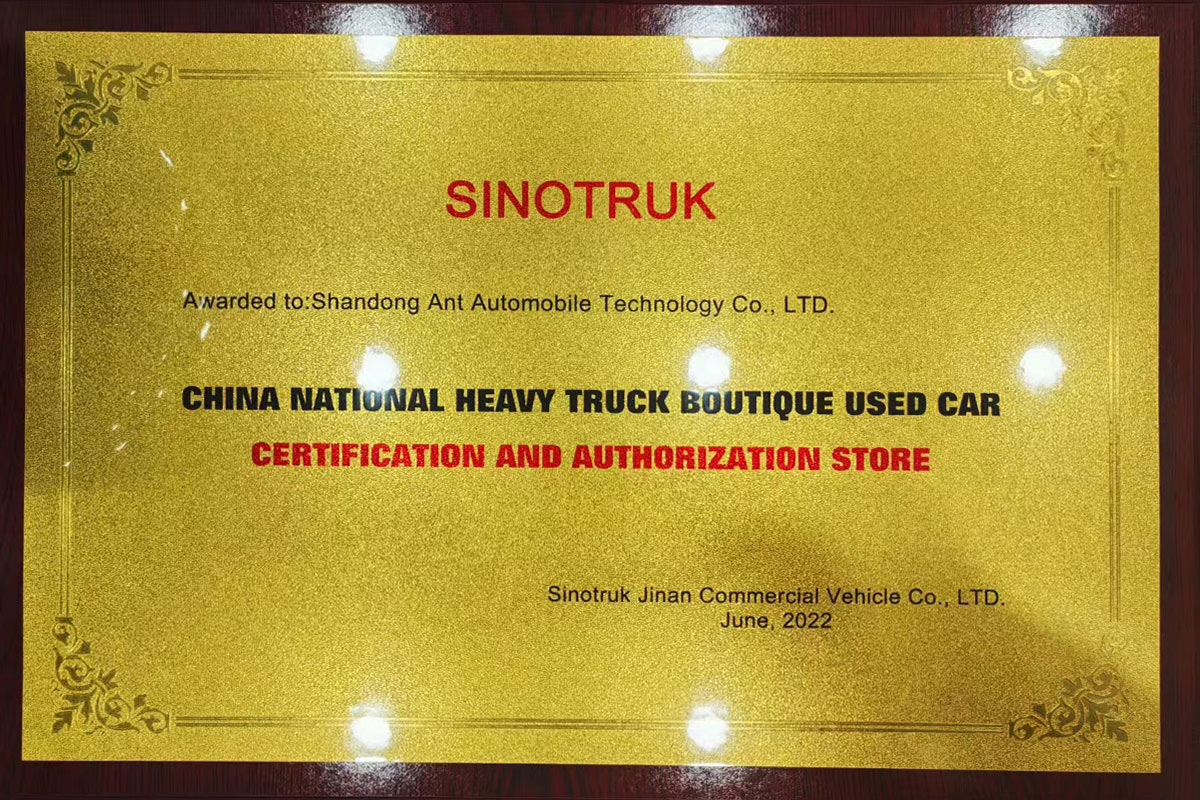 SINOTRUK
Awarded to:Shandong Ant Automobile Technology Co., LTD.
CHINA NATIONAL HEAVY TRUCK BOUTIQUE USED CAR
CERTIFICATION AND AUTHORIZATION STORE
Sinotruk Jinan Commercial Vehicle Co., LTD.
June, 2022